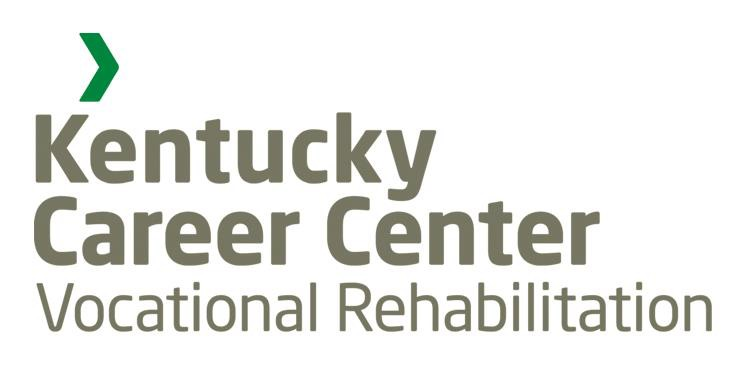 Kentucky
Career Center
Vocational Rehabilitation